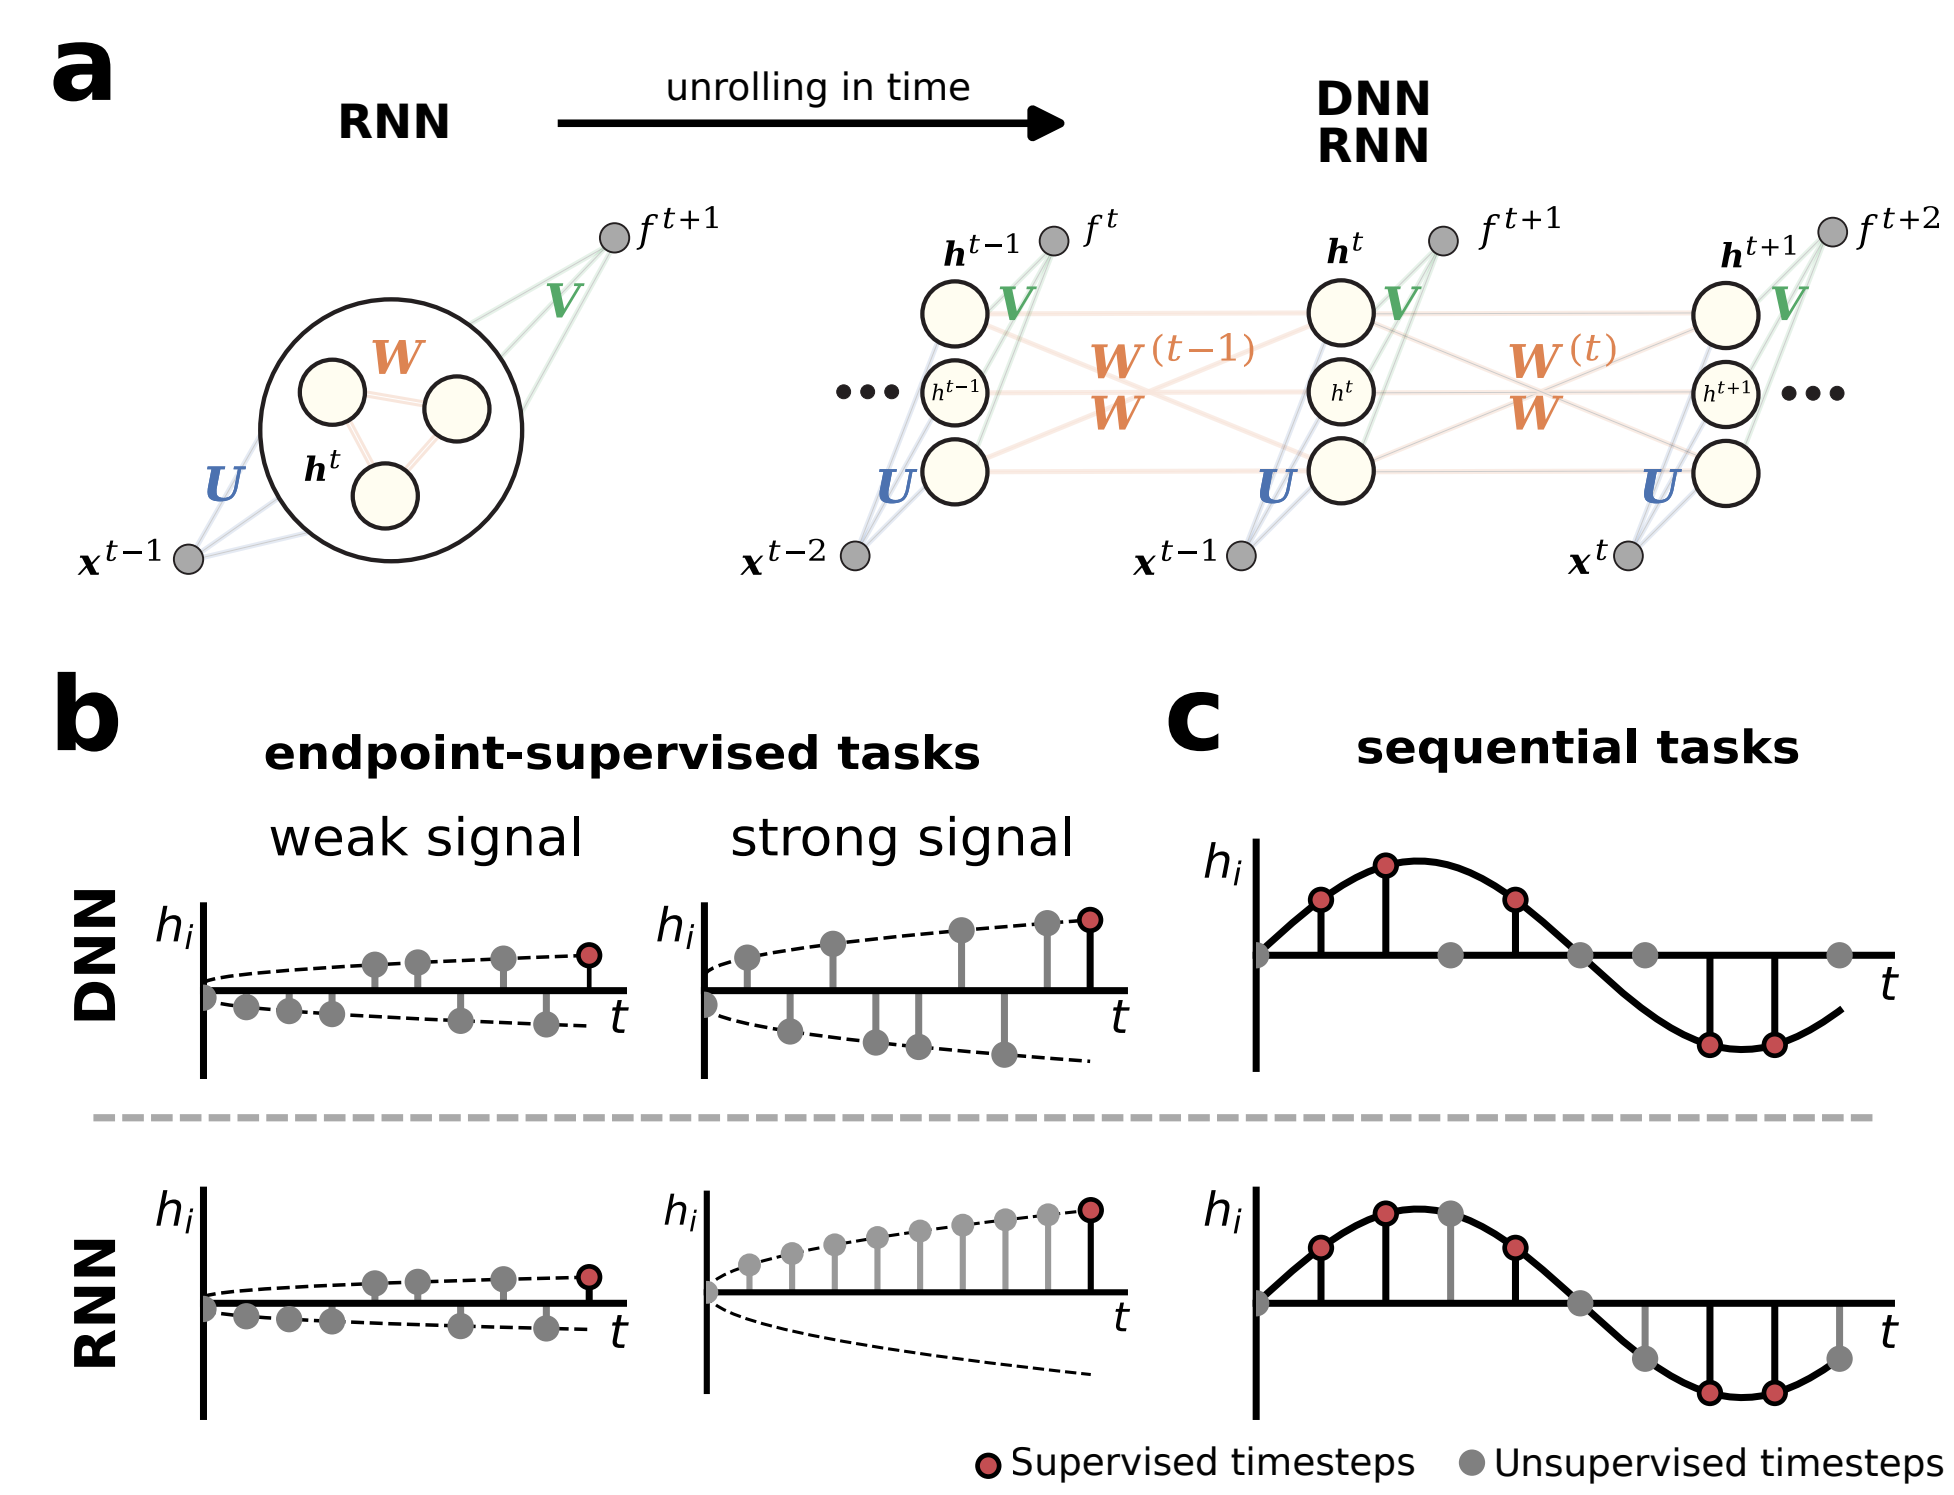 a
RNN
unrolling in time
DNN
RNN
f^{t+1}
V
W
h^t
U
x^{t−1}
h^{t−1}
f^t
h^t
f^{t+1}
h^{t+1}
f^{t+2}
V
V
V
W^{(t−1)}
W^{(t)}
h^{t−1}
h^t
h^{t+1}
W
W
U
U
U
x^{t−2}
x^{t−1}
x^t
b
endpoint-supervised tasks
weak signal
strong signal
c
sequential tasks
DNN
h_i
t
h_i
t
h_i
t
RNN
h_i
t
h_i
t
h_i
t
Supervised timesteps
Unsupervised timesteps